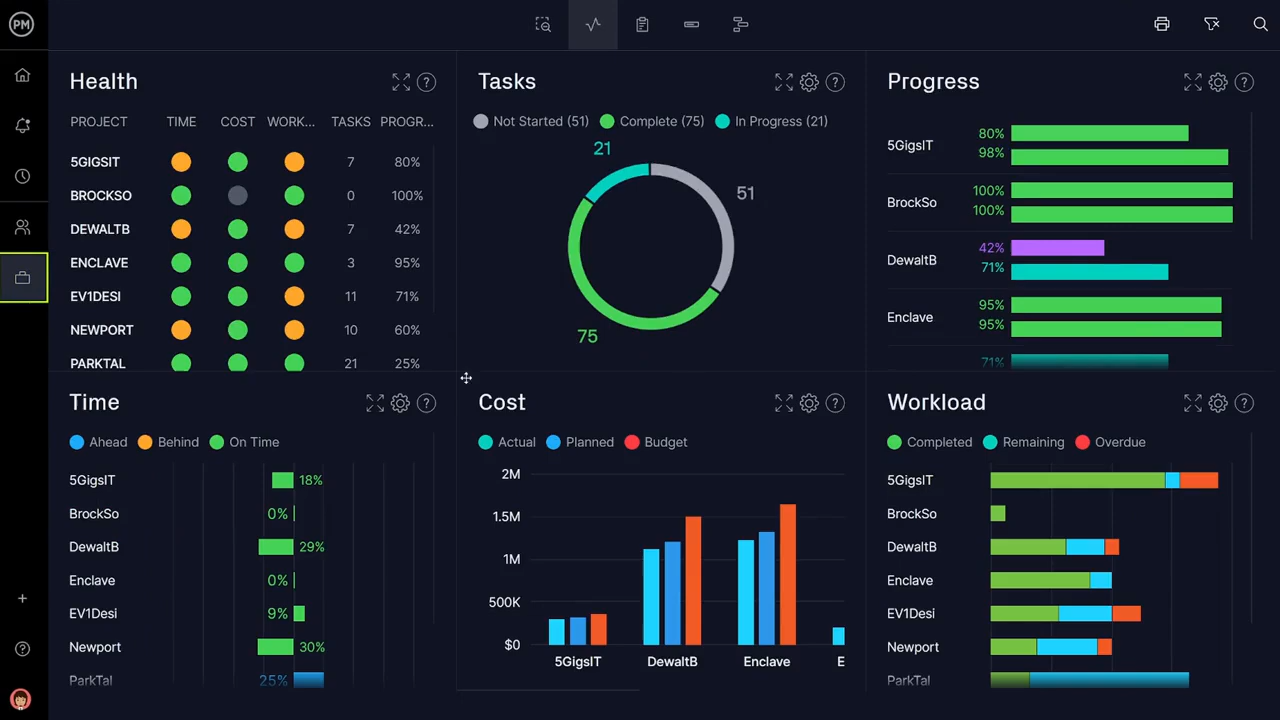 PM
Health
PROJECT TIME COST WORK... TASKS PROGR...
5GIGSIT 7 80%
BROCKSO 0 100%
DEWALTB 7 42%
ENCLAVE 3 95%
EV1DESI 11 71%
NEWPORT 10 60%
PARKTAL 21 25%
Tasks
Not Started (51) Complete (75) In Progress (21)
21
51
75
Progress
5GigsIT 80%
98%
BrockSo 100%
100%
DewaltB 42%
71%
Enclave 95%
95%
71%
Time
Ahead Behind On Time
5GigsIT 18%
BrockSo 0%
DewaltB 29%
Enclave 0%
EV1Desi 9%
Newport 30%
ParkTal 25%
Cost
Actual Planned Budget
2M
1.5M
1M
500K
$0
5GigsIT DewaltB Enclave E
Workload
Completed Remaining Overdue
5GigsIT
BrockSo
DewaltB
Enclave
EV1Desi
Newport
ParkTal